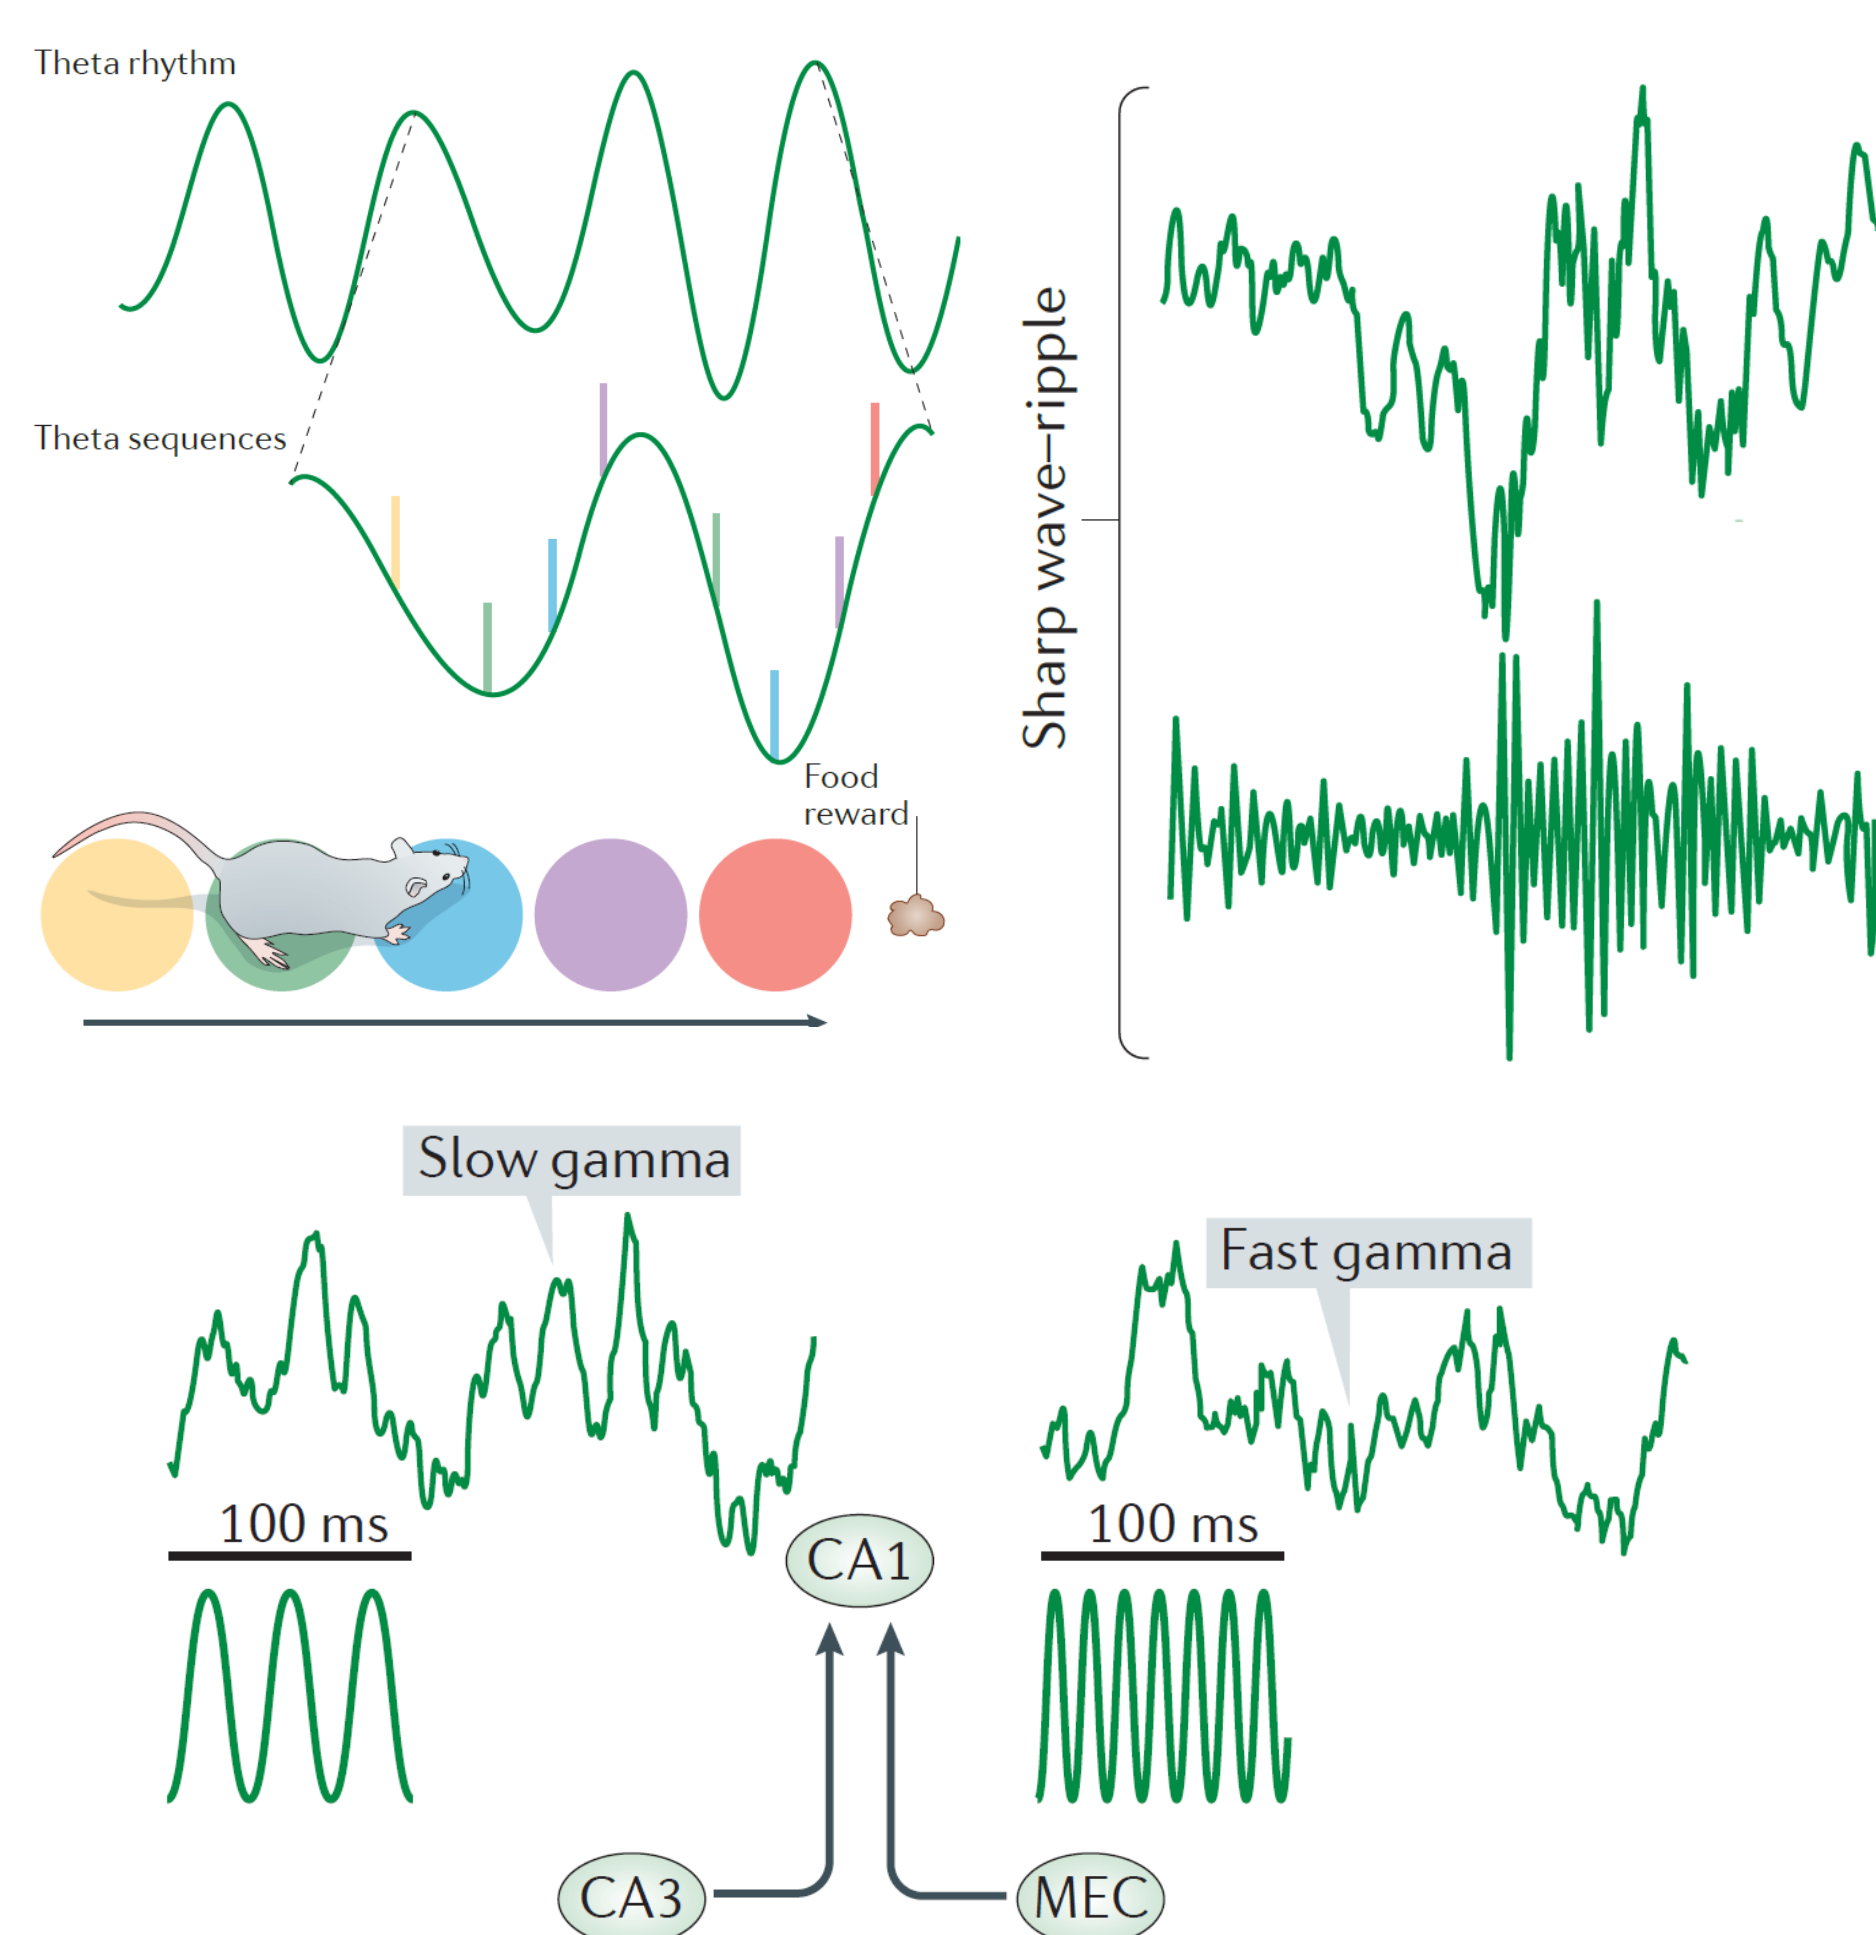 Theta rhythm
Theta sequences
Food
reward
Sharp wave–ripple
Slow gamma
Fast gamma
100 ms
100 ms
CA1
CA3
MEC